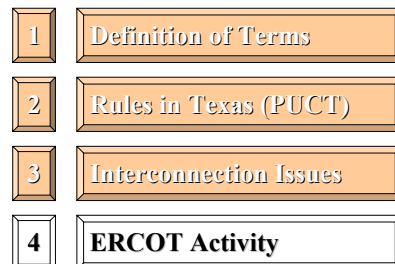 1 Definition of Terms
2 Rules in Texas (PUCT)
3 Interconnection Issues
4 ERCOT Activity